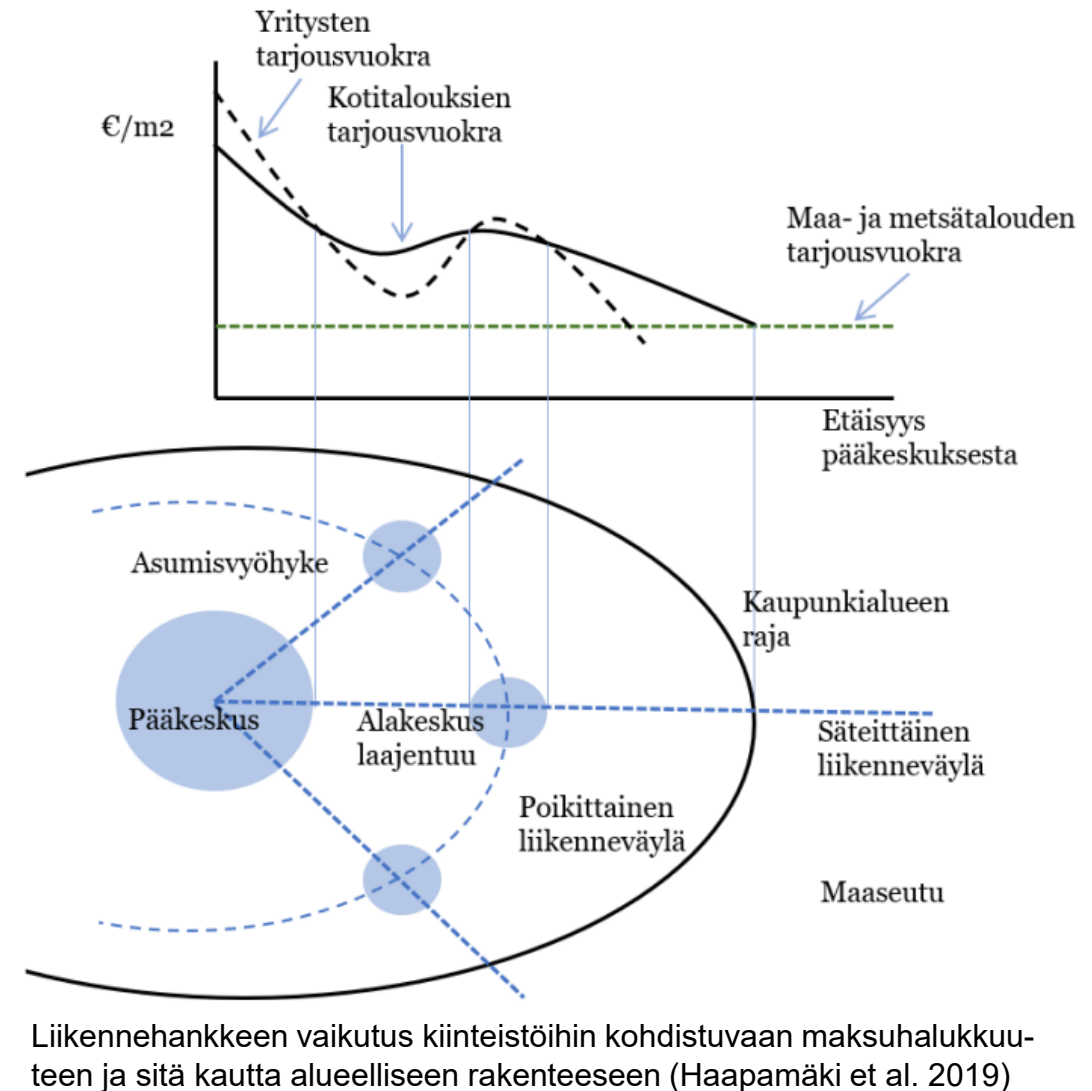 Yritysten
tarjousvuokra
Kotitalouksien
tarjousvuokra
€/m2
Maa- ja metsätalouden
tarjousvuokra
Etäisyys
pääkeskuksesta
Asumisvyöhyke
Kaupunkialueen
raja
Pääkeskus
Alakeskus
laajentuu
Säteittäinen
liikenneväylä
Poikittainen
liikenneväylä
Maaseutu
Liikennehankkeen vaikutus kiinteistöihin kohdistuvaan maksuhalukkuu-
teen ja sitä kautta alueelliseen rakenteeseen (Haapamäki et al. 2019)